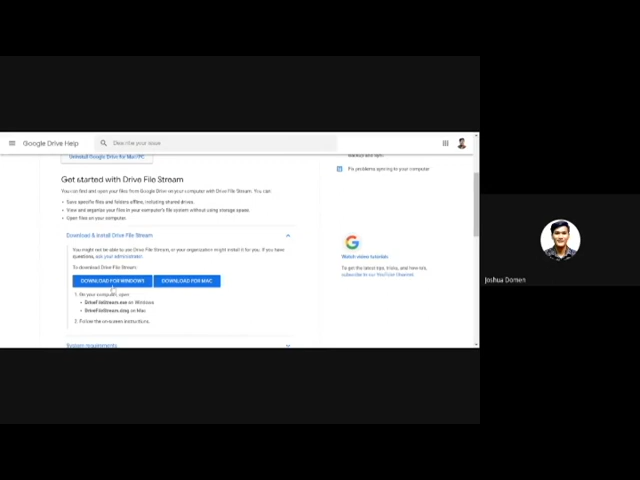 Google Drive Help
Describe your issue
Uninstall Google Drive for Mac/PC
Get started with Drive File Stream
You can find and open your files from Google Drive on your computer with Drive File Stream. You can:
Save specific files and folders offline, including shared drives.
View and organize your files in your computer's file system without using storage space.
Open files on your computer.
Download & install Drive File Stream
You might not be able to use Drive File Stream, or your organization might install it for you. If you have
questions, ask your administrator.
To download Drive File Stream:
DOWNLOAD FOR WINDOWS
DOWNLOAD FOR MAC
1. On your computer, open:
DriveFileStream.exe on Windows
DriveFileStream.dmg on Mac
2. Follow the on-screen instructions.
System requirements
Fix problems syncing to your computer
Watch video tutorials
To get the latest tips, tricks, and how-to's,
subscribe to our YouTube Channel.